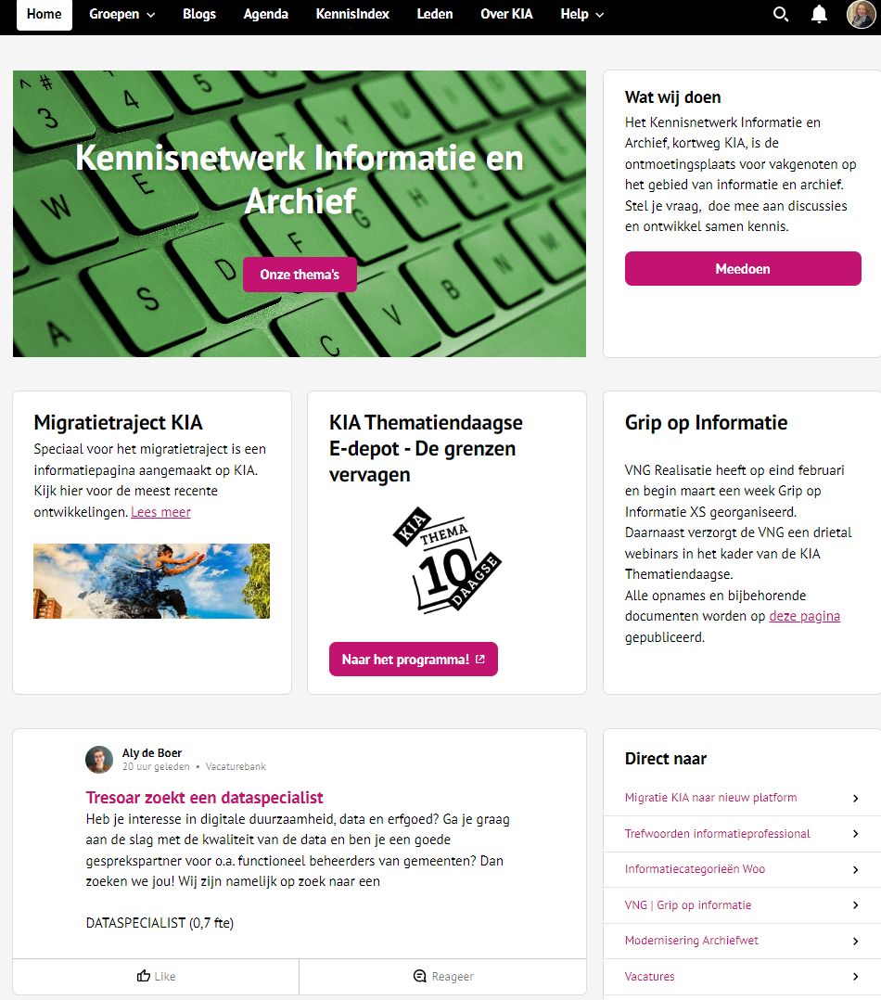 Home Groepen Blogs Agenda KennisIndex Leden Over KIA Help
Kennisnetwerk Informatie en
Archief
Onze thema's
^ # 3 4 5
W E R T Y U
A S D F G H
C V B N M
Wat wij doen
Het Kennisnetwerk Informatie en
Archief, kortweg KIA, is de
ontmoetingsplaats voor vakgenoten op
het gebied van informatie en archief.
Stel je vraag,  doe mee aan discussies
en ontwikkel samen kennis.
Meedoen
Migratietraject KIA
Speciaal voor het migratietraject is een
informatiepagina aangemaakt op KIA.
Kijk hier voor de meest recente
ontwikkelingen. Lees meer
KIA Thematiendaagse
E-depot - De grenzen
vervagen
KIA
THEMA
10
DAAGSE
Naar het programma!
Grip op Informatie
VNG Realisatie heeft op eind februari
en begin maart een week Grip op
Informatie XS georganiseerd.
Daarnaast verzorgt de VNG een drietal
webinars in het kader van de KIA
Thematiendaagse.
Alle opnames en bijbehorende
documenten worden op deze pagina
gepubliceerd.
Aly de Boer
20 uur geleden • Vacaturebank
Tresoar zoekt een dataspecialist
Heb je interesse in digitale duurzaamheid, data en erfgoed? Ga je graag
aan de slag met de kwaliteit van de data en ben je een goede
gesprekspartner voor o.a. functioneel beheerders van gemeenten? Dan
zoeken we jou! Wij zijn namelijk op zoek naar een
DATASPECIALIST (0,7 fte)
Like
Reageer
Direct naar
Migratie KIA naar nieuw platform
Trefwoorden informatieprofessional
Informatiecategorieën Woo
VNG | Grip op informatie
Modernisering Archiefwet
Vacatures